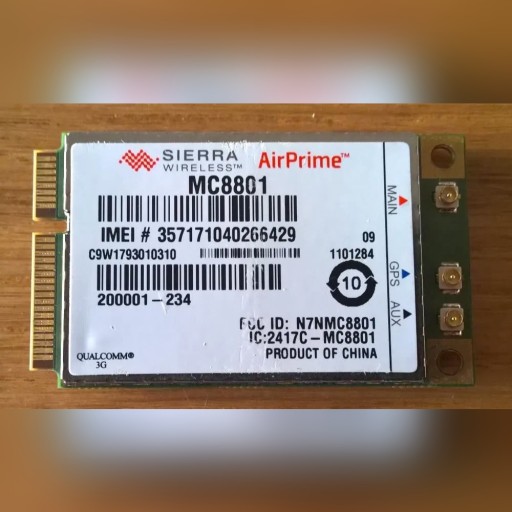 SIERRA
WIRELESS™
AirPrime™
MC8801
IMEI # 357171040266429
09
C9W1793010310
1101284
200001-234
10
FCC ID: N7NMC8801
IC:2417C-MC8801
PRODUCT OF CHINA
QUALCOMM®
3G
MAIN
GPS
AUX